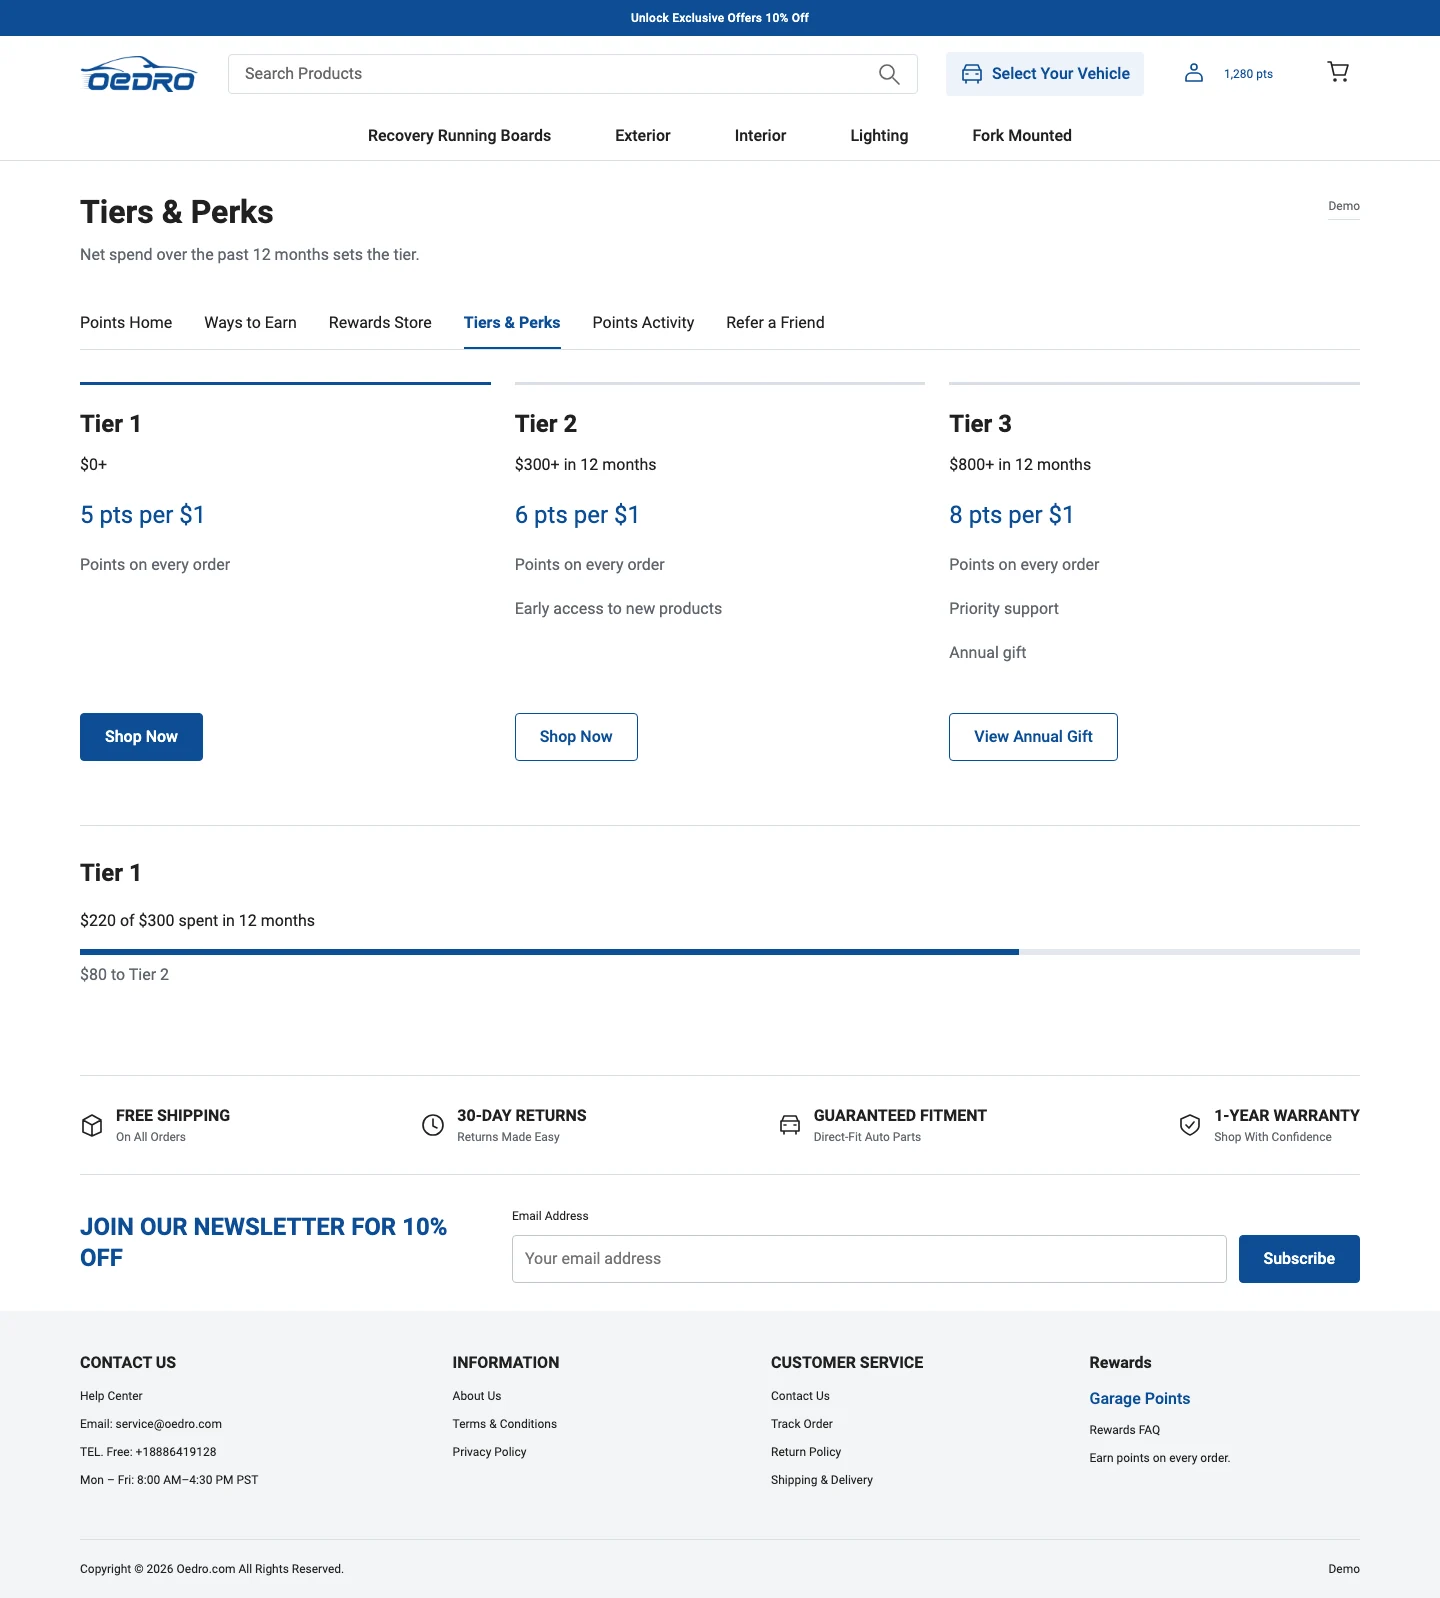 Unlock Exclusive Offers 10% Off
OEDRO
Search Products
Select Your Vehicle
1,280 pts
Recovery Running Boards
Exterior
Interior
Lighting
Fork Mounted
Tiers & Perks
Demo
Net spend over the past 12 months sets the tier.
Points Home
Ways to Earn
Rewards Store
Tiers & Perks
Points Activity
Refer a Friend
Tier 1
$0+
5 pts per $1
Points on every order
Shop Now
Tier 2
$300+ in 12 months
6 pts per $1
Points on every order
Early access to new products
Shop Now
Tier 3
$800+ in 12 months
8 pts per $1
Points on every order
Priority support
Annual gift
View Annual Gift
Tier 1
$220 of $300 spent in 12 months
$80 to Tier 2
FREE SHIPPING
On All Orders
30-DAY RETURNS
Returns Made Easy
GUARANTEED FITMENT
Direct-Fit Auto Parts
1-YEAR WARRANTY
Shop With Confidence
JOIN OUR NEWSLETTER FOR 10%
OFF
Email Address
Your email address
Subscribe
CONTACT US
Help Center
Email: service@oedro.com
TEL. Free: +18886419128
Mon – Fri: 8:00 AM–4:30 PM PST
INFORMATION
About Us
Terms & Conditions
Privacy Policy
CUSTOMER SERVICE
Contact Us
Track Order
Return Policy
Shipping & Delivery
Rewards
Garage Points
Rewards FAQ
Earn points on every order.
Copyright © 2026 Oedro.com All Rights Reserved.
Demo